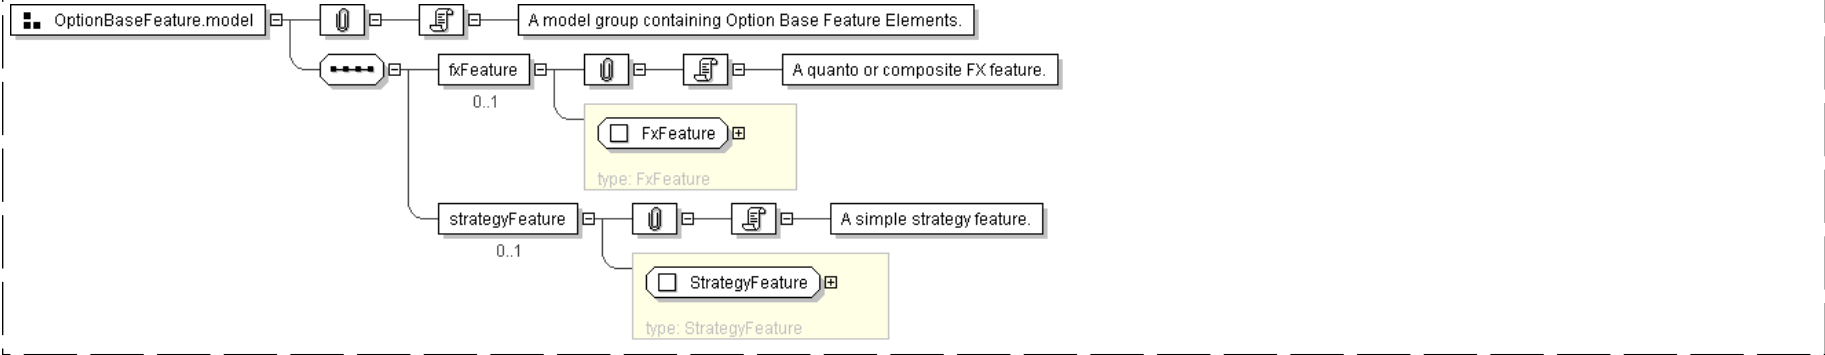 OptionBaseFeature.model
A model group containing Option Base Feature Elements.
fxFeature
A quanto or composite FX feature.
0..1
FxFeature
type: FxFeature
strategyFeature
A simple strategy feature.
0..1
StrategyFeature
type: StrategyFeature